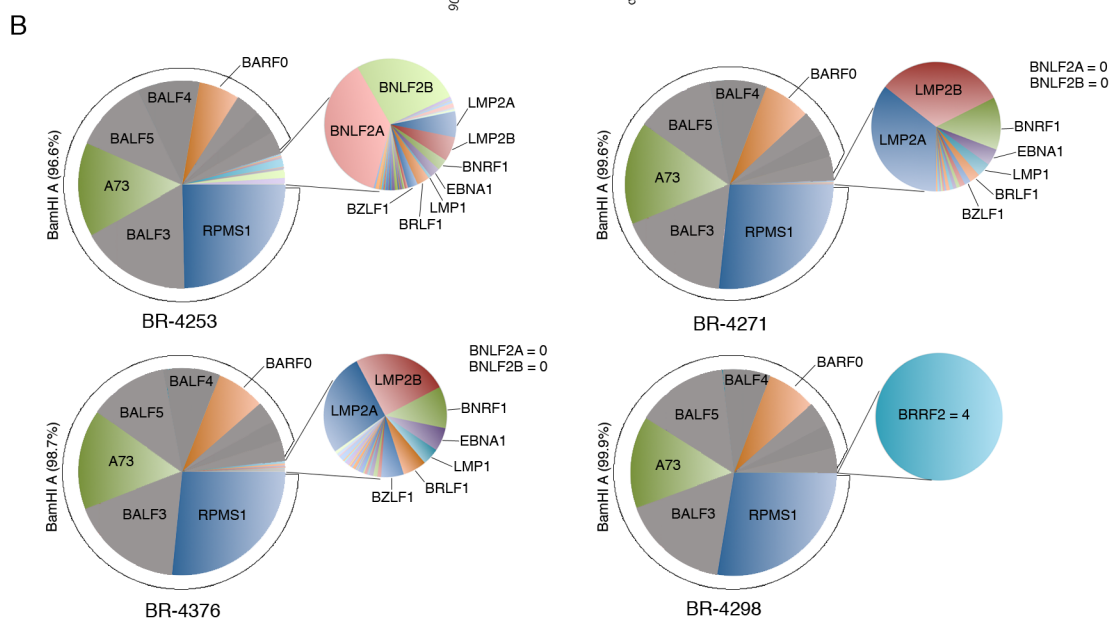 B
BamHI A (96.6%)
BALF4
BARF0
BALF5
A73
BALF3
RPMS1
BNLF2B
BNLF2A
LMP2A
LMP2B
BNRF1
EBNA1
LMP1
BRLF1
BZLF1
BR-4253
BamHI A (99.6%)
BALF4
BARF0
BALF5
A73
BALF3
RPMS1
BNLF2A = 0
BNLF2B = 0
LMP2B
LMP2A
BNRF1
EBNA1
LMP1
BRLF1
BZLF1
BR-4271
BamHI A (98.7%)
BALF4
BARF0
BALF5
A73
BALF3
RPMS1
BNLF2A = 0
BNLF2B = 0
LMP2B
LMP2A
BNRF1
EBNA1
LMP1
BRLF1
BZLF1
BR-4376
BamHI A (99.9%)
BALF4
BARF0
BALF5
A73
BALF3
RPMS1
BRRF2 = 4
BR-4298